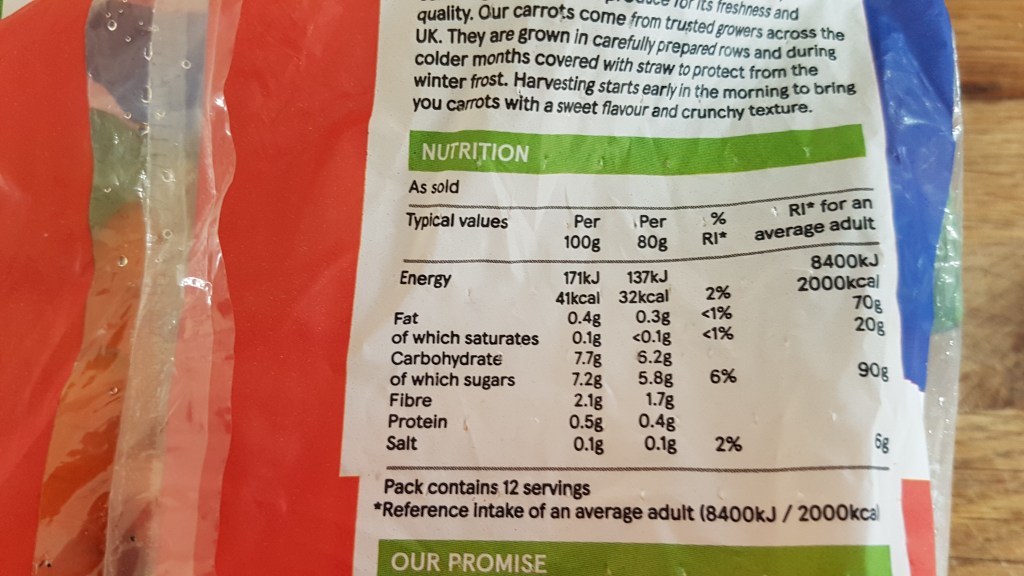 for its freshness and
quality. Our carrots come from trusted growers across the
UK. They are grown in carefully prepared rows and during
colder months covered with straw to protect from the
winter frost. Harvesting starts early in the morning to bring
you carrots with a sweet flavour and crunchy texture.
NUTRITION
As sold
Typical values Per 100g Per 80g % RI* RI* for an average adult
Energy 171kJ 137kJ 8400kJ
41kcal 32kcal 2% 2000kcal
Fat 0.4g 0.3g <1% 70g
of which saturates 0.1g <0.1g <1% 20g
Carbohydrate 7.7g 6.2g
of which sugars 7.2g 5.8g 6% 90g
Fibre 2.1g 1.7g
Protein 0.5g 0.4g
Salt 0.1g 0.1g 2% 6g
Pack contains 12 servings
*Reference intake of an average adult (8400kJ / 2000kcal
OUR PROMISE